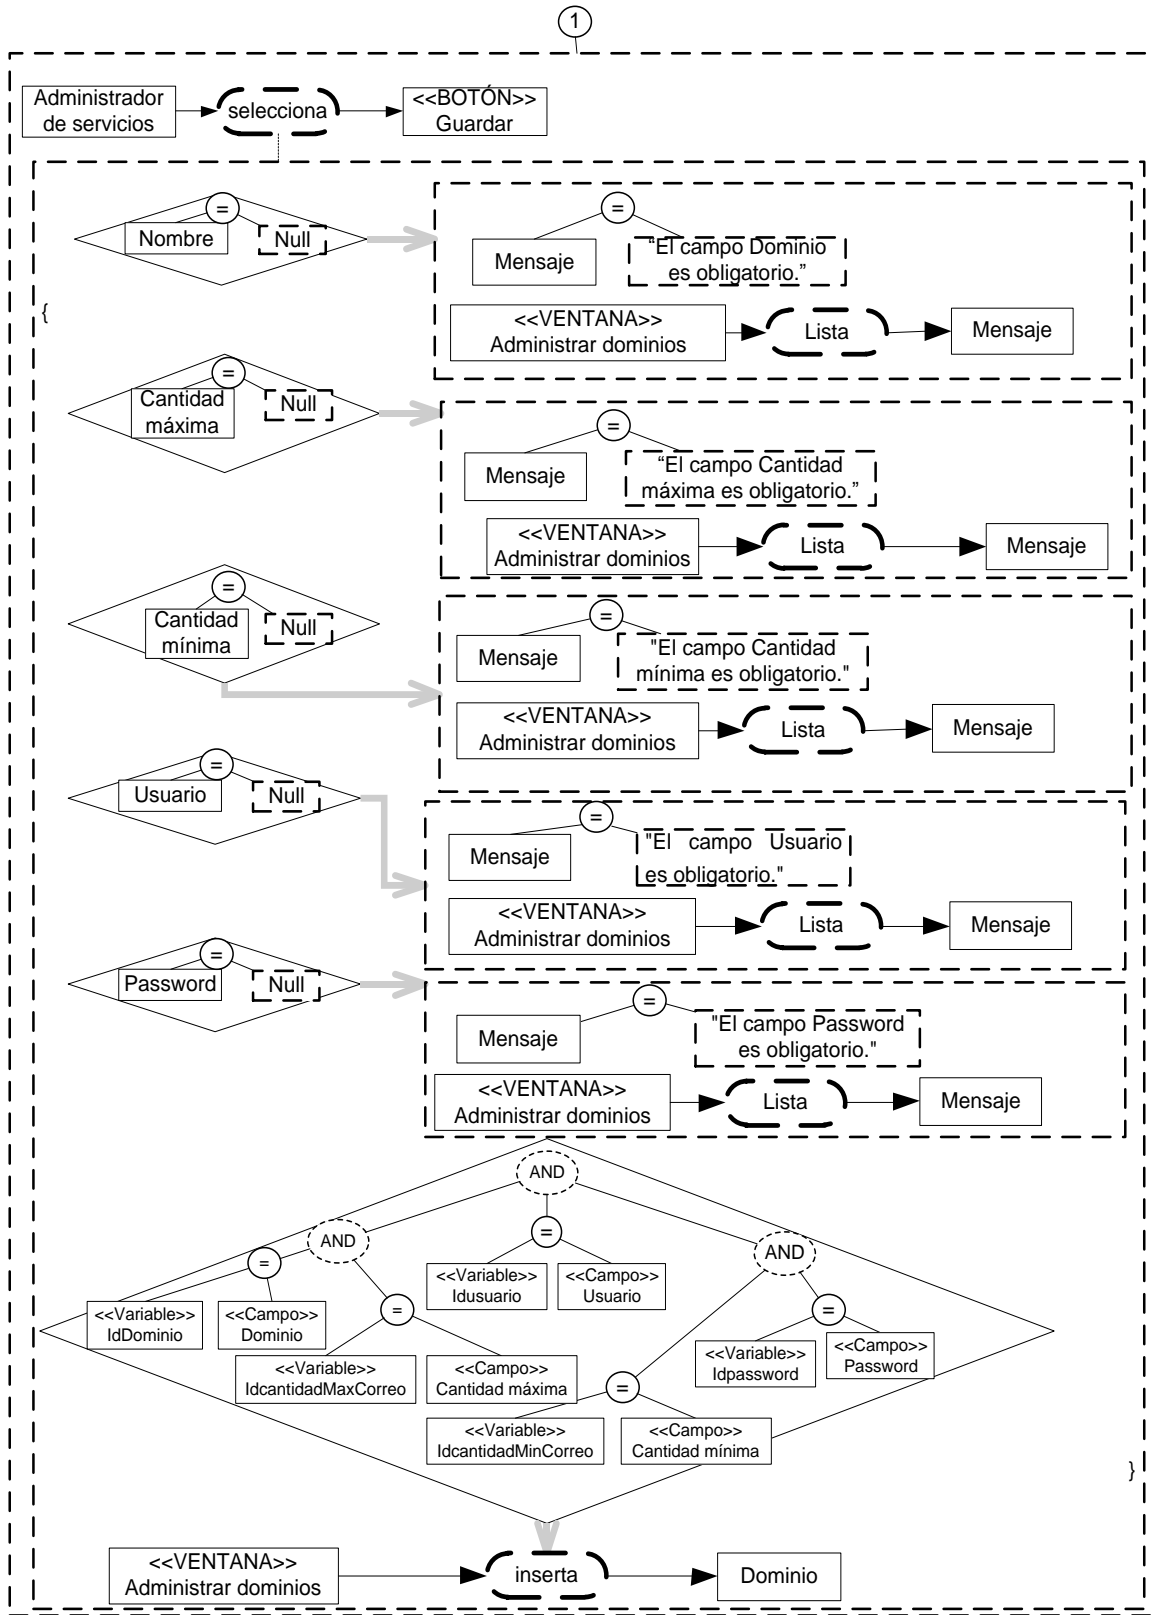 1
Administrador
de servicios
selecciona
<<BOTÓN>>
Guardar
=
Nombre
Null
=
Mensaje
"El campo Dominio
es obligatorio.”
{
<<VENTANA>>
Administrar dominios
Lista
Mensaje
=
Cantidad
máxima
Null
=
Mensaje
“El campo Cantidad
máxima es obligatorio.”
<<VENTANA>>
Administrar dominios
Lista
Mensaje
=
Cantidad
mínima
Null
=
Mensaje
"El campo Cantidad
mínima es obligatorio."
<<VENTANA>>
Administrar dominios
Lista
Mensaje
=
Usuario
Null
=
Mensaje
"El campo Usuario
es obligatorio."
<<VENTANA>>
Administrar dominios
Lista
Mensaje
=
Password
Null
=
Mensaje
"El campo Password
es obligatorio."
<<VENTANA>>
Administrar dominios
Lista
Mensaje
AND
AND
=
AND
=
<<Variable>>
IdDominio
<<Campo>>
Dominio
<<Variable>>
Idusuario
<<Campo>>
Usuario
=
=
<<Variable>>
IdcantidadMaxCorreo
<<Campo>>
Cantidad máxima
<<Variable>>
Idpassword
<<Campo>>
Password
=
<<Variable>>
IdcantidadMinCorreo
<<Campo>>
Cantidad mínima
}
<<VENTANA>>
Administrar dominios
inserta
Dominio